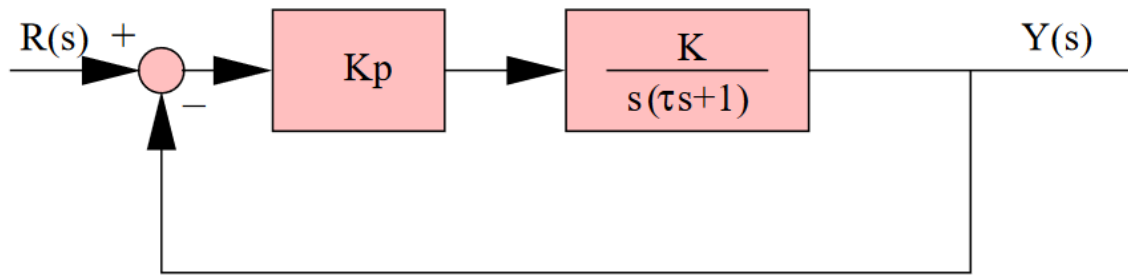 R(s) +
−
Kp
K
s(τs+1)
Y(s)